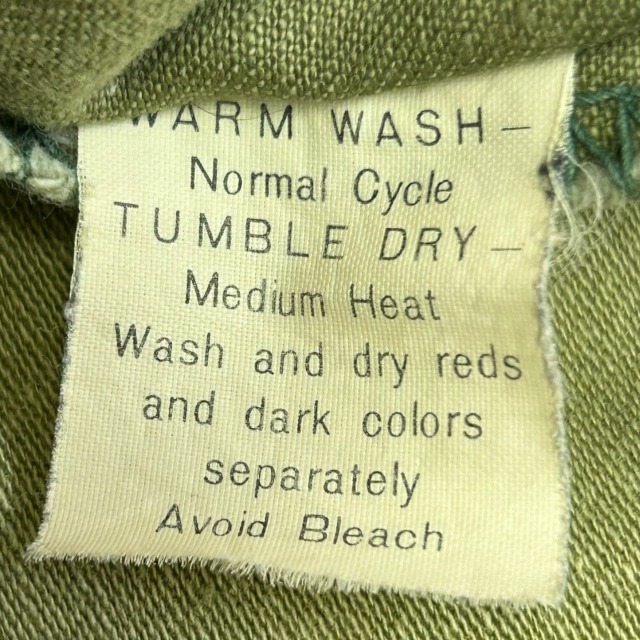 WARM WASH-
Normal Cycle
TUMBLE DRY-
Medium Heat
Wash and dry reds
and dark colors
separately
Avoid Bleach